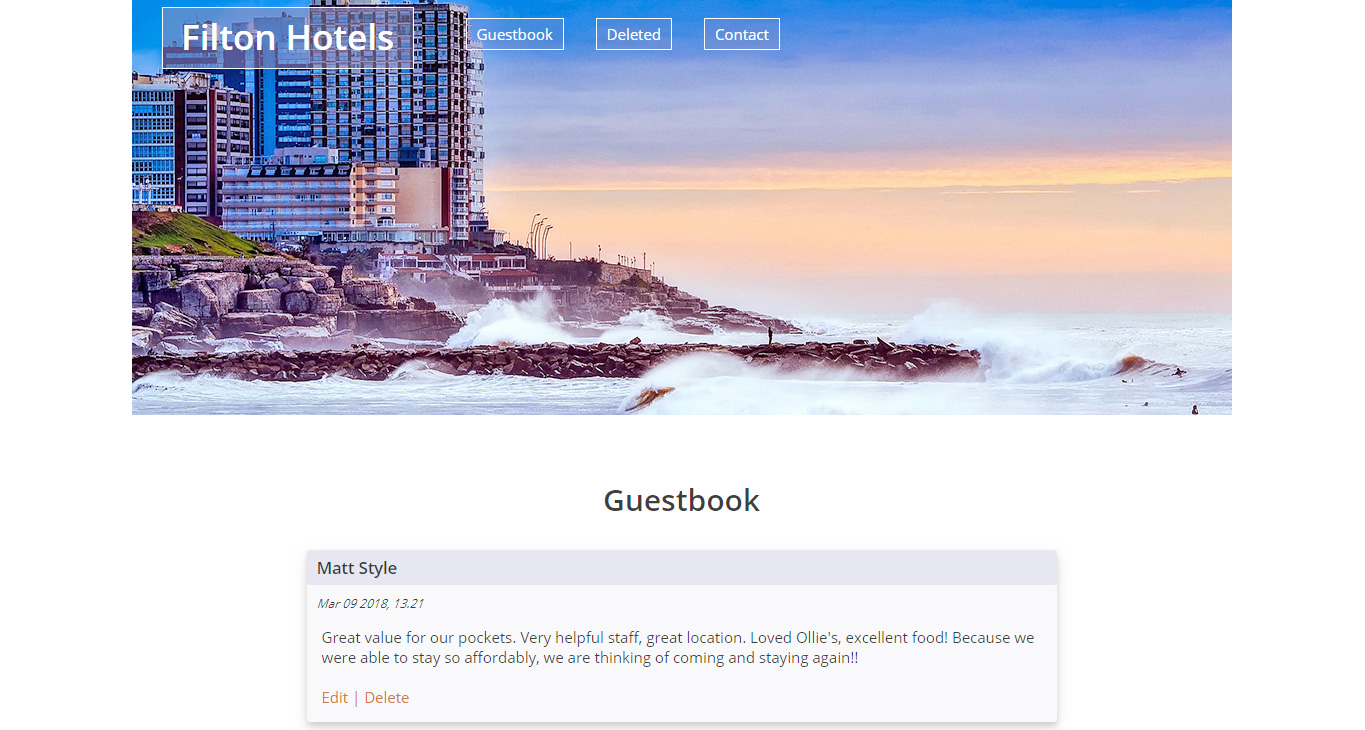 Filton Hotels
Guestbook
Deleted
Contact
Guestbook
Matt Style
Mar 09 2018, 13.21
Great value for our pockets. Very helpful staff, great location. Loved Ollie's, excellent food! Because we
were able to stay so affordably, we are thinking of coming and staying again!!
Edit | Delete